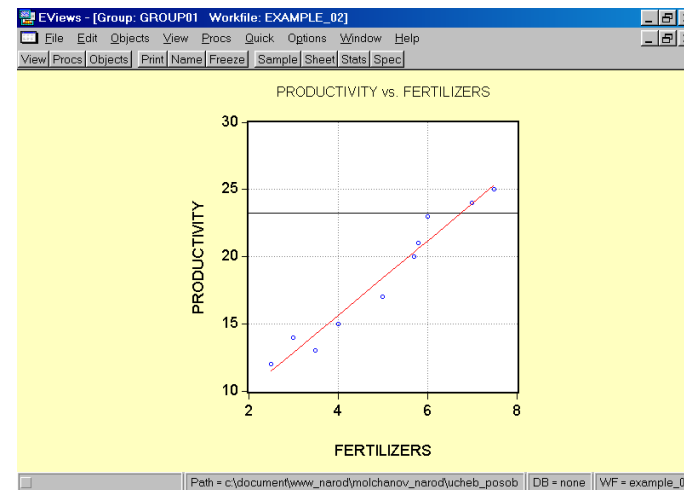 EViews - [Group: GROUP01 Workfile: EXAMPLE_02]
File Edit Objects View Procs Quick Options Window Help
View Procs Objects Print Name Freeze Sample Sheet Stats Spec
PRODUCTIVITY vs. FERTILIZERS
30
25
20
15
10
PRODUCTIVITY
2 4 6 8
FERTILIZERS
Path = c:\document\www_narod\molchanov_narod\ucheb_posob DB = none WF = example_0